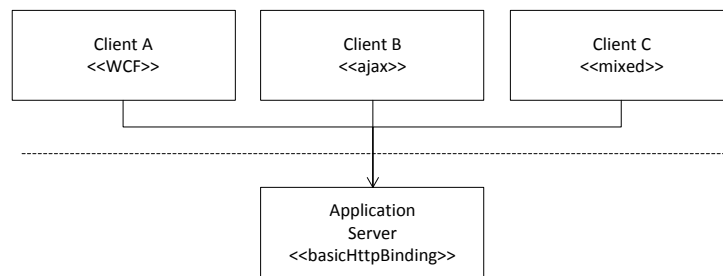 Client A
<<WCF>>
Client B
<<ajax>>
Client C
<<mixed>>
Application
Server
<<basicHttpBinding>>